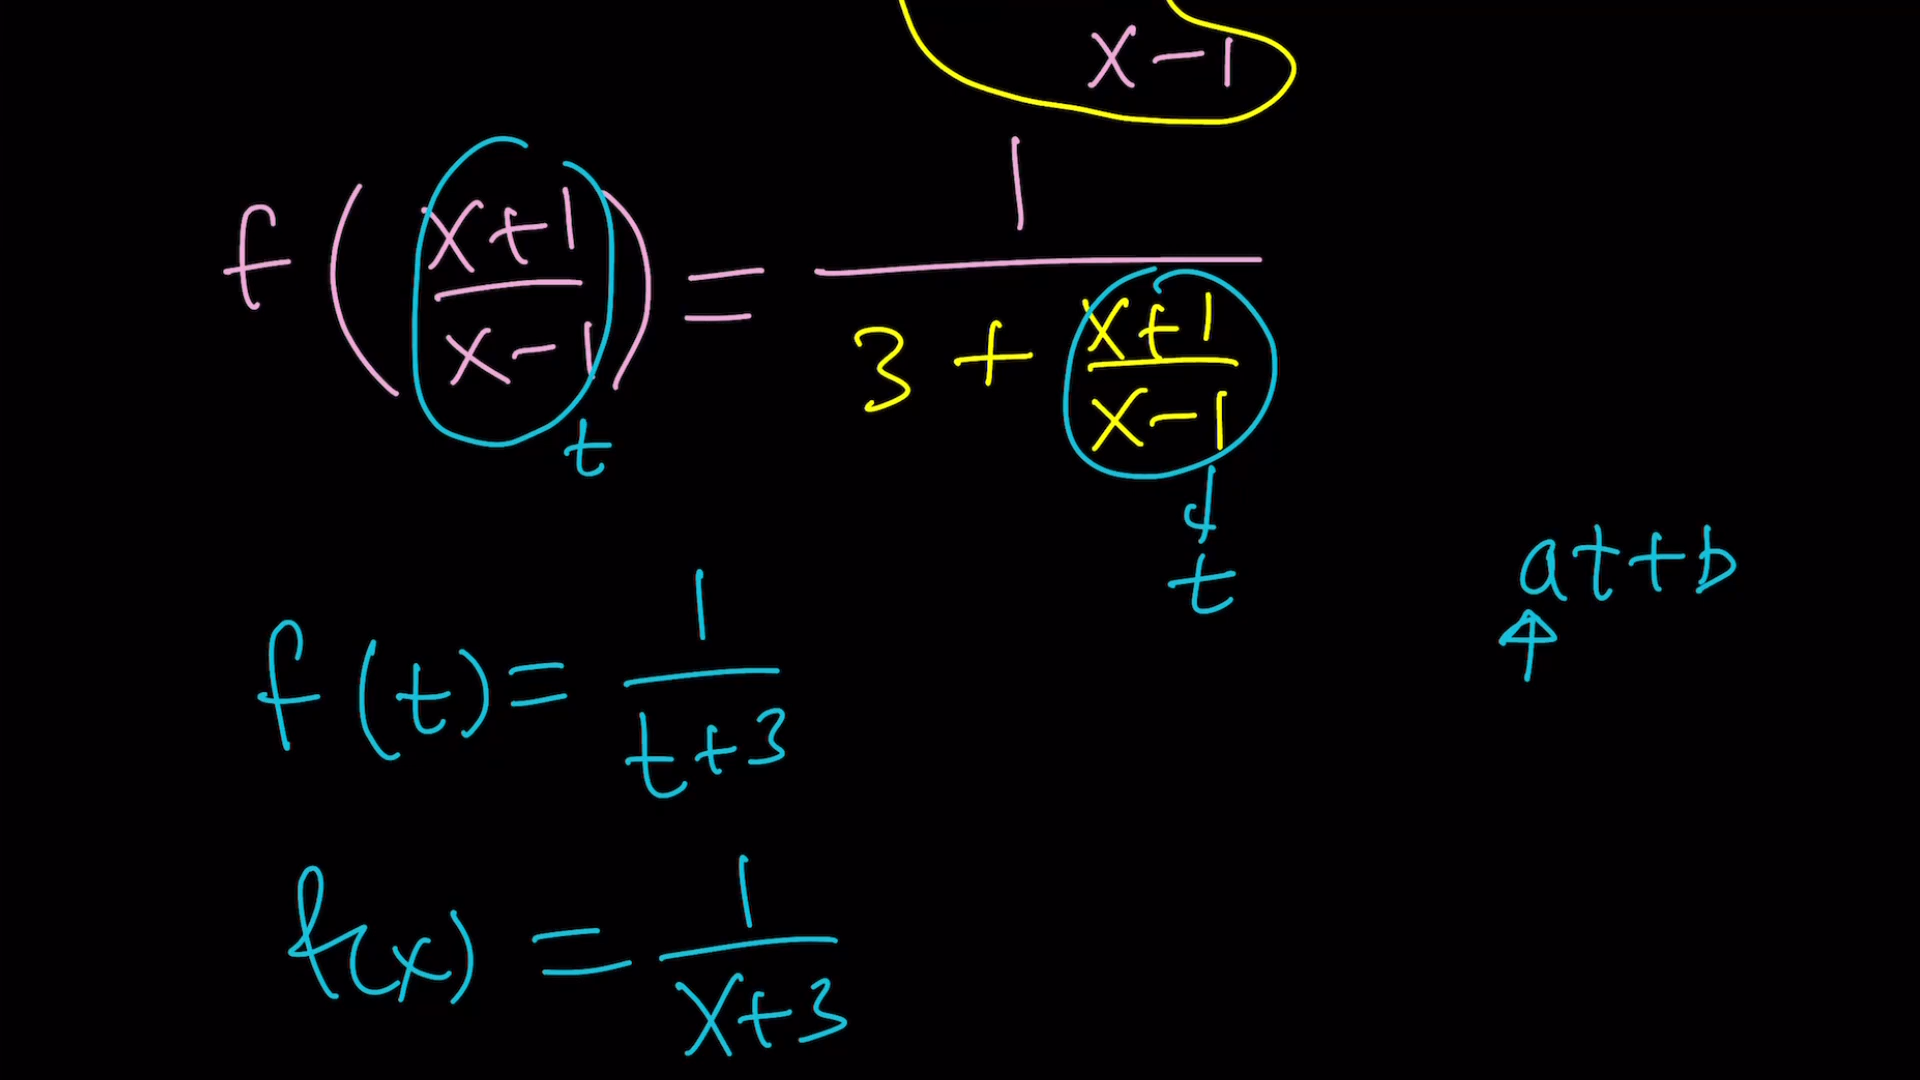 x-1
f(x+1/x-1) = 1/(3+x+1/x-1)
t
t
at+b
f(t)=1/t+3
f(x)=1/x+3